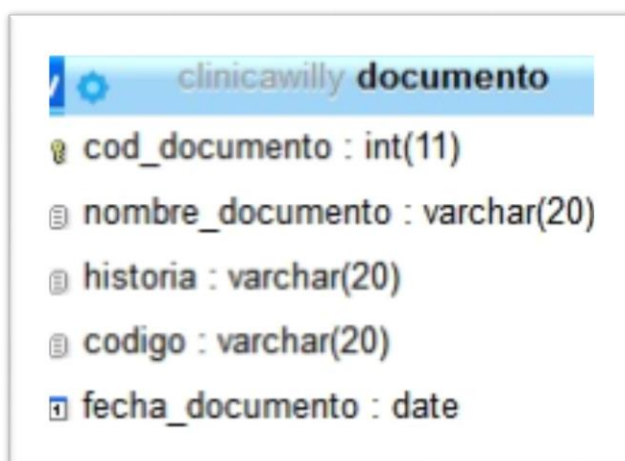 clinicawilly documento
cod_documento : int(11)
nombre_documento : varchar(20)
historia : varchar(20)
codigo : varchar(20)
fecha_documento : date